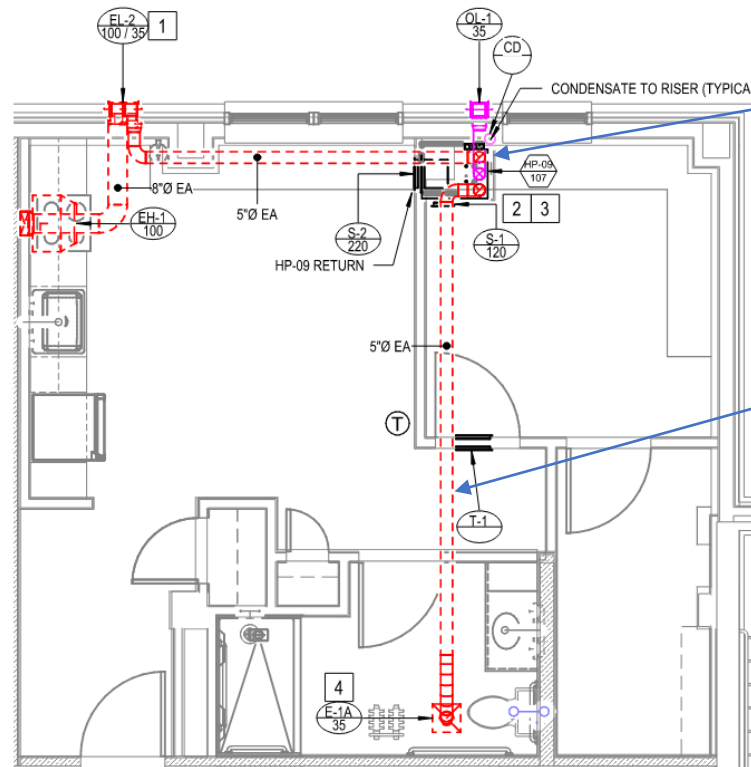 EL-2
100 / 35
1
OL-1
35
CD
CONDENSATE TO RISER (TYPICA
HP-09
107
8"Ø EA
5"Ø EA
EH-1
100
S-2
220
2 3
S-1
120
HP-09 RETURN
5"Ø EA
T
T-1
4
E-1A
35